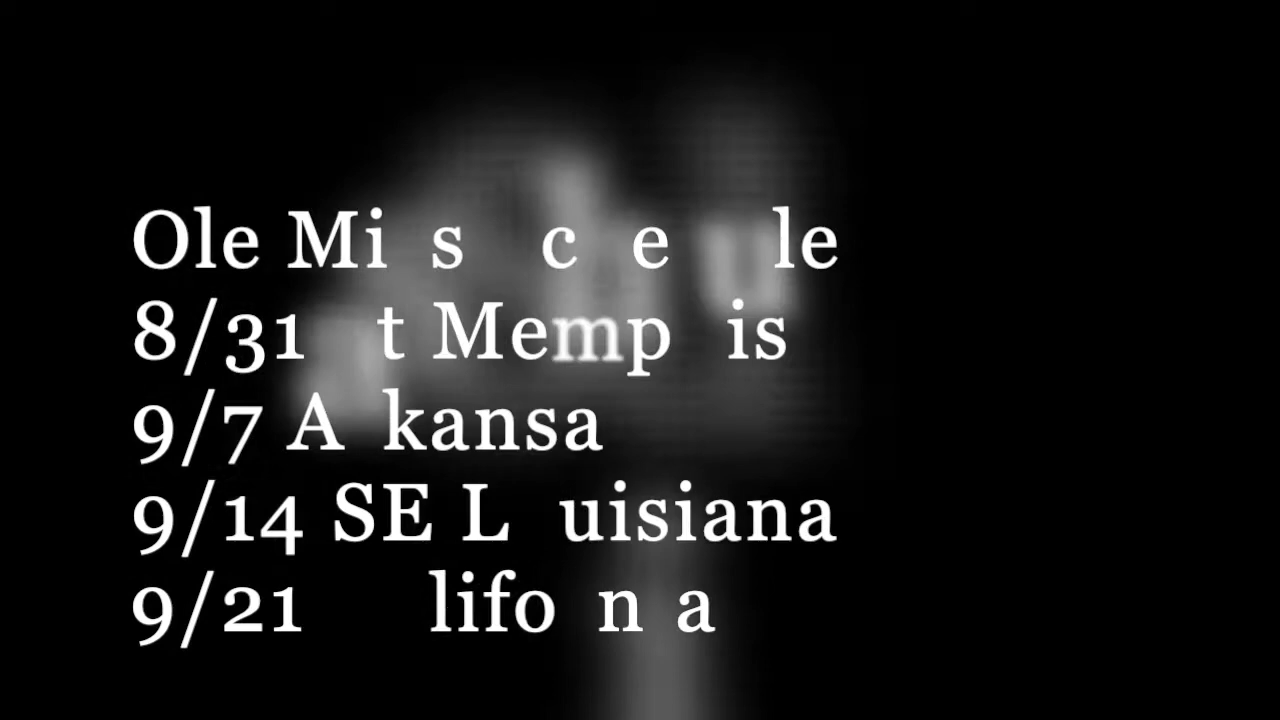 Ole Mi s c e le
8/31 t Memp is
9/7 A kansa
9/14 SE L uisiana
9/21 lifo n a